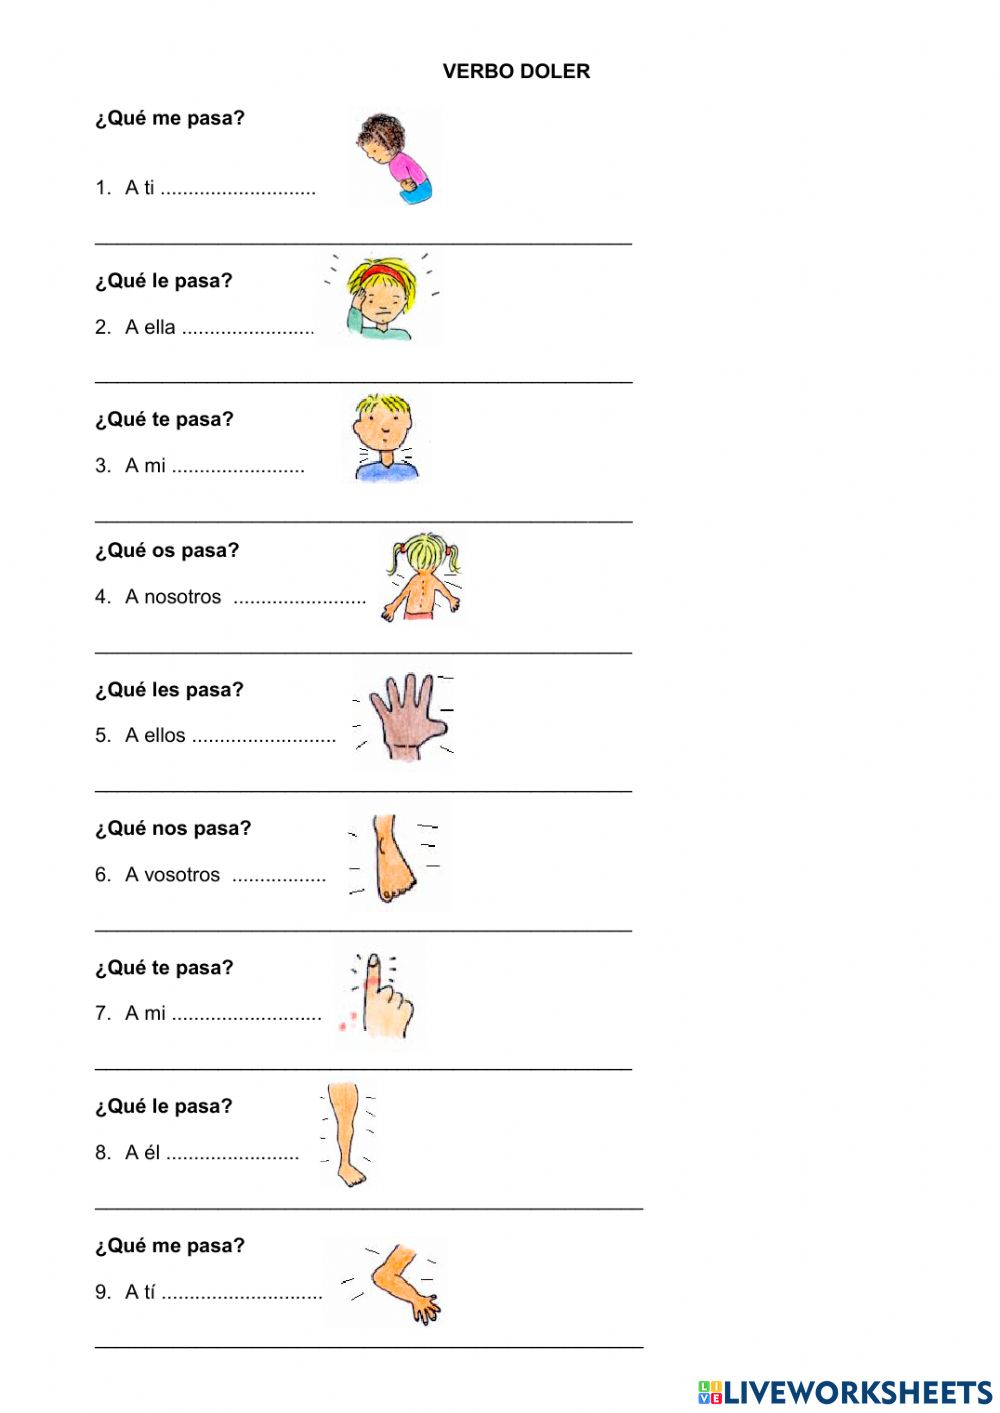 VERBO DOLER
¿Qué me pasa?
1. A ti ............................
¿Qué le pasa?
2. A ella ........................
¿Qué te pasa?
3. A mi ........................
¿Qué os pasa?
4. A nosotros ........................
¿Qué les pasa?
5. A ellos ..........................
¿Qué nos pasa?
6. A vosotros .................
¿Qué te pasa?
7. A mi ...........................
¿Qué le pasa?
8. A él ........................
¿Qué me pasa?
9. A tí .............................
LIVE LIVEWORKSHEETS